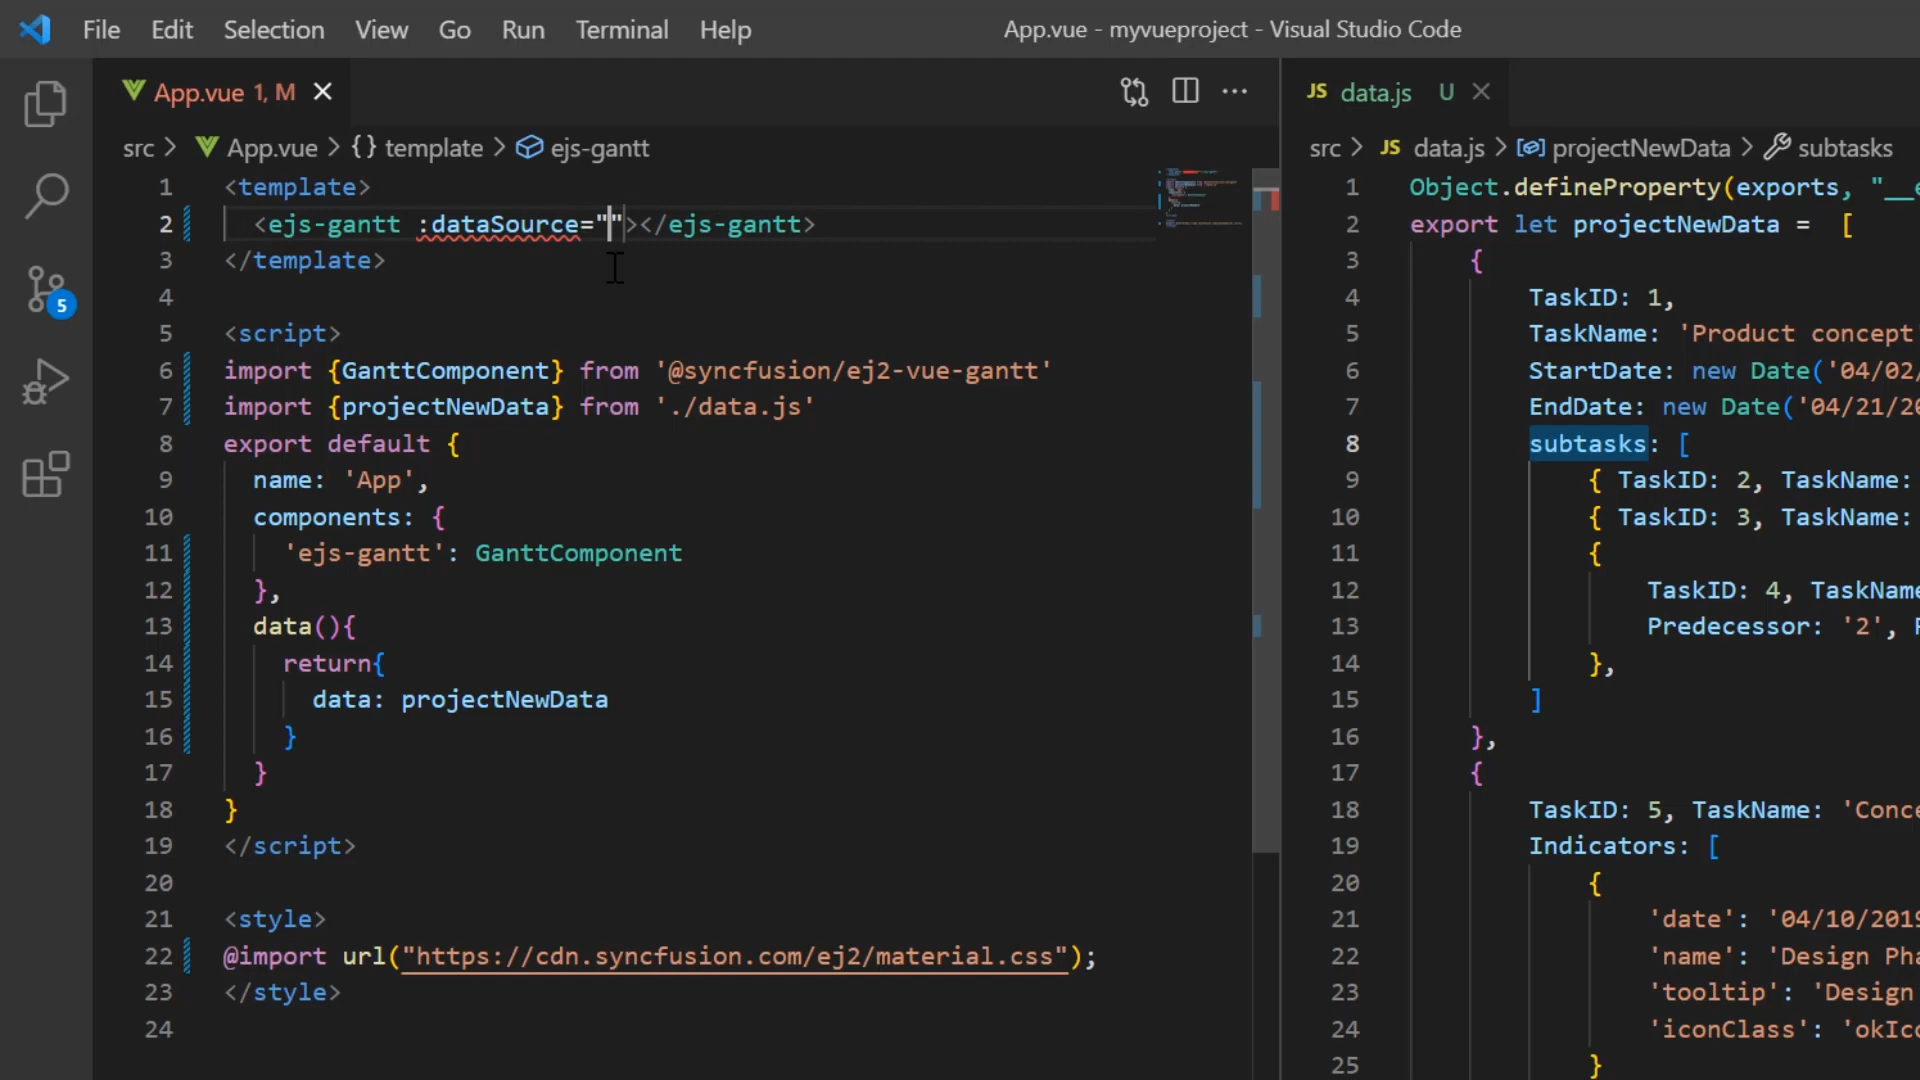 File Edit Selection View Go Run Terminal Help App.vue - myvueproject - Visual Studio Code
App.vue 1, M
src > App.vue > {} template > ejs-gantt
1 <template>
2 <ejs-gantt :dataSource=""></ejs-gantt>
3 </template>
4
5 <script>
6 import {GanttComponent} from '@syncfusion/ej2-vue-gantt'
7 import {projectNewData} from './data.js'
8 export default {
9 name: 'App',
10 components: {
11 'ejs-gantt': GanttComponent
12 },
13 data(){
14 return{
15 data: projectNewData
16 }
17 }
18 }
19 </script>
20
21 <style>
22 @import url("https://cdn.syncfusion.com/ej2/material.css");
23 </style>
24
5
JS data.js U
src > JS data.js > projectNewData > subtasks
1 Object.defineProperty(exports, "__e
2 export let projectNewData = [
3 {
4 TaskID: 1,
5 TaskName: 'Product concept
6 StartDate: new Date('04/02/
7 EndDate: new Date('04/21/20
8 subtasks: [
9 { TaskID: 2, TaskName:
10 { TaskID: 3, TaskName:
11 {
12 TaskID: 4, TaskName
13 Predecessor: '2',
14 },
15 ]
16 },
17 {
18 TaskID: 5, TaskName: 'Conce
19 Indicators: [
20 {
21 'date': '04/10/2019
22 'name': 'Design Pha
23 'tooltip': 'Design
24 'iconClass': 'okIco
25 }